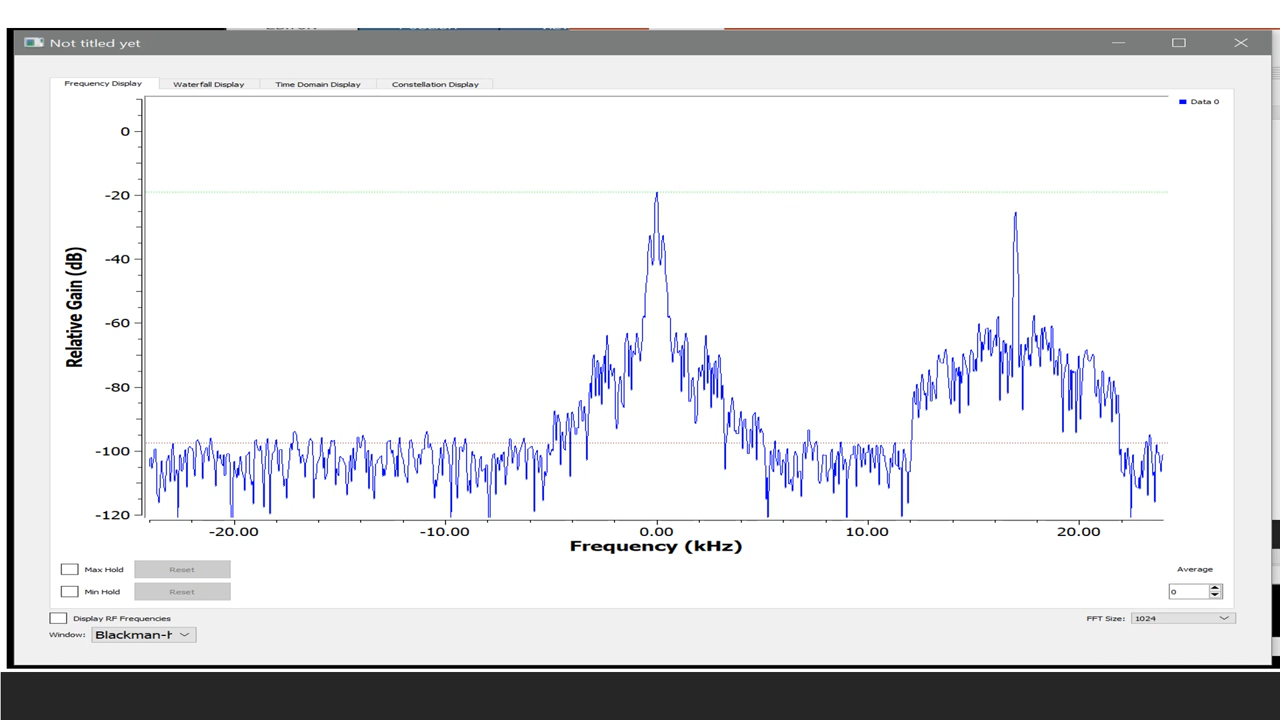 Not titled yet
Frequency Display Waterfall Display Time Domain Display Constellation Display
Data 0
0
-20
-40
-60
-80
-100
-120
Relative Gain (dB)
-20.00 -10.00 0.00 10.00 20.00
Frequency (kHz)
Max Hold Reset
Average
Min Hold Reset
0
Display RF Frequencies
FFT Size: 1024
Window: Blackman-h